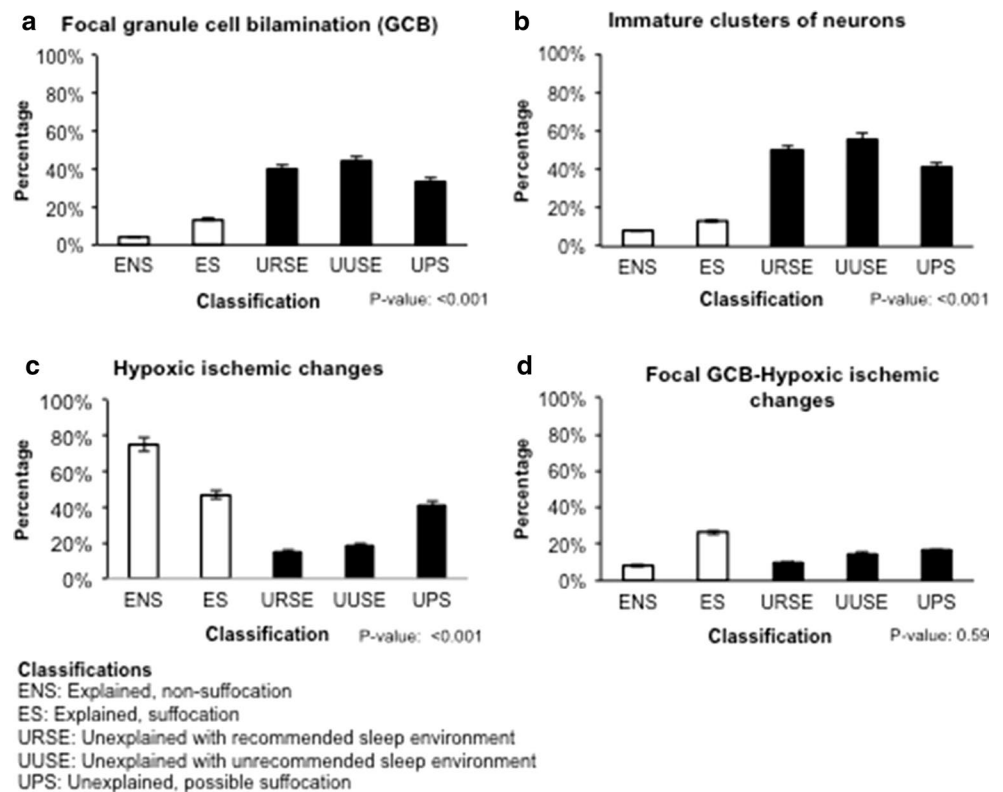 a Focal granule cell bilamination (GCB)
100%
80%
60%
40%
20%
0%
Percentage
ENS ES URSE UUSE UPS
Classification P-value: <0.001
b Immature clusters of neurons
100%
80%
60%
40%
20%
0%
Percentage
ENS ES URSE UUSE UPS
Classification P-value: <0.001
c Hypoxic ischemic changes
100%
80%
60%
40%
20%
0%
Percentage
ENS ES URSE UUSE UPS
Classification P-value: <0.001
d Focal GCB-Hypoxic ischemic
changes
100%
80%
60%
40%
20%
0%
Percentage
ENS ES URSE UUSE UPS
Classification P-value: 0.59
Classifications
ENS: Explained, non-suffocation
ES: Explained, suffocation
URSE: Unexplained with recommended sleep environment
UUSE: Unexplained with unrecommended sleep environment
UPS: Unexplained, possible suffocation